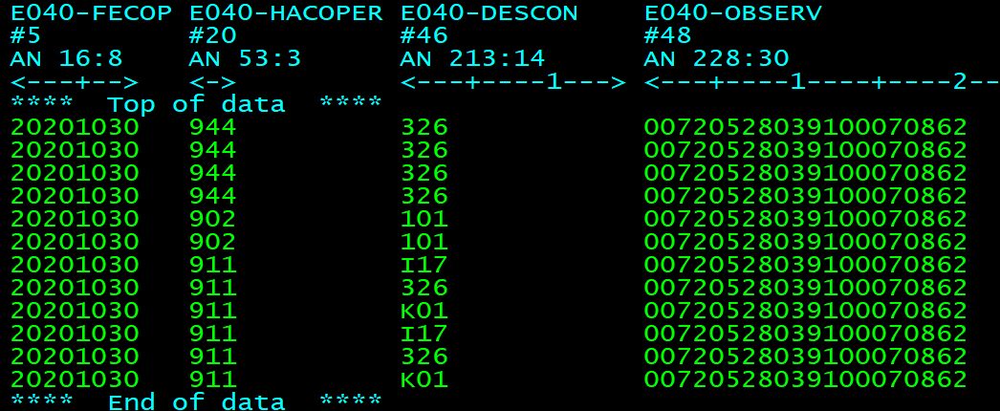 E040-FECOP E040-HACOPER E040-DESCON E040-OBSERV
#5 #20 #46 #48
AN 16:8 AN 53:3 AN 213:14 AN 228:30
<---+--> <-> <---+----1---> <---+----1----+----2--
**** Top of data ****
20201030 944 326 00720528039100070862
20201030 944 326 00720528039100070862
20201030 944 326 00720528039100070862
20201030 944 326 00720528039100070862
20201030 902 101 00720528039100070862
20201030 902 101 00720528039100070862
20201030 911 I17 00720528039100070862
20201030 911 326 00720528039100070862
20201030 911 K01 00720528039100070862
20201030 911 I17 00720528039100070862
20201030 911 326 00720528039100070862
20201030 911 K01 00720528039100070862
**** End of data ****